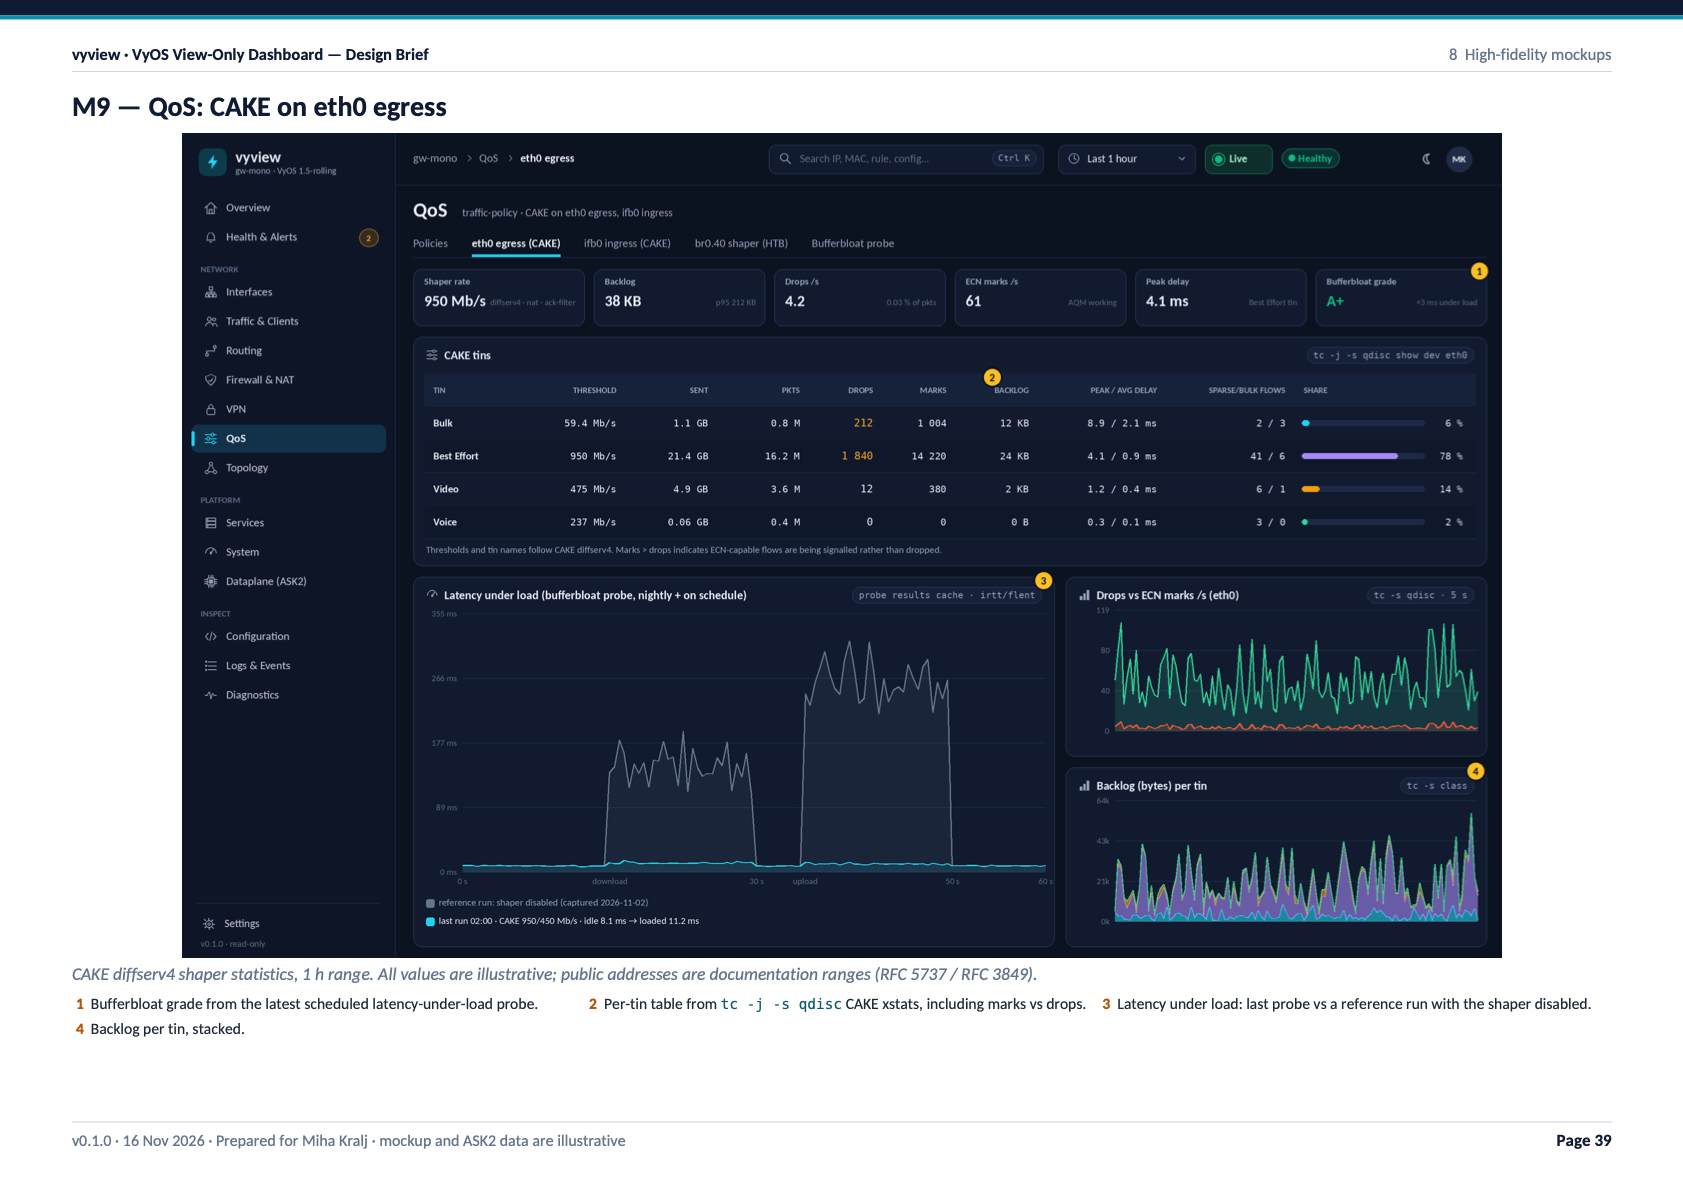 vyview · VyOS View-Only Dashboard — Design Brief
8 High-fidelity mockups
M9 — QoS: CAKE on eth0 egress
vyview
gw-mono · VyOS 1.5-rolling
gw-mono > QoS > eth0 egress
Search IP, MAC, rule, config...
Ctrl K
Last 1 hour
Live
Healthy
MK
Overview
Health & Alerts 2
NETWORK
Interfaces
Traffic & Clients
Routing
Firewall & NAT
VPN
QoS
Topology
PLATFORM
Services
System
Dataplane (ASK2)
INSPECT
Configuration
Logs & Events
Diagnostics
Settings
v0.1.0 · read-only
QoS traffic-policy · CAKE on eth0 egress, ifb0 ingress
Policies eth0 egress (CAKE) ifb0 ingress (CAKE) br0.40 shaper (HTB) Bufferbloat probe
Shaper rate
950 Mb/s diffserv4 · nat · ack-filter
Backlog
38 KB p95 212 KB
Drops /s
4.2 0.03 % of pkts
ECN marks /s
61 AQM working
Peak delay
4.1 ms Best Effort tin
1
Bufferbloat grade
A+ +3 ms under load
CAKE tins
tc -j -s qdisc show dev eth0
2
TIN THRESHOLD SENT PKTS DROPS MARKS BACKLOG PEAK / AVG DELAY SPARSE/BULK FLOWS SHARE
Bulk 59.4 Mb/s 1.1 GB 0.8 M 212 1 004 12 KB 8.9 / 2.1 ms 2 / 3 6 %
Best Effort 950 Mb/s 21.4 GB 16.2 M 1 840 14 220 24 KB 4.1 / 0.9 ms 41 / 6 78 %
Video 475 Mb/s 4.9 GB 3.6 M 12 380 2 KB 1.2 / 0.4 ms 6 / 1 14 %
Voice 237 Mb/s 0.06 GB 0.4 M 0 0 0 B 0.3 / 0.1 ms 3 / 0 2 %
Thresholds and tin names follow CAKE diffserv4. Marks > drops indicates ECN-capable flows are being signalled rather than dropped.
3
Latency under load (bufferbloat probe, nightly + on schedule)
probe results cache · irtt/flent
355 ms
266 ms
177 ms
89 ms
0 ms
0 s download 30 s upload 50 s 60 s
reference run: shaper disabled (captured 2026-11-02)
last run 02:00 · CAKE 950/450 Mb/s · idle 8.1 ms → loaded 11.2 ms
Drops vs ECN marks /s (eth0)
tc -s qdisc · 5 s
119
80
40
0
4
Backlog (bytes) per tin
tc -s class
64k
43k
21k
0k
CAKE diffserv4 shaper statistics, 1 h range. All values are illustrative; public addresses are documentation ranges (RFC 5737 / RFC 3849).
1 Bufferbloat grade from the latest scheduled latency-under-load probe.
2 Per-tin table from tc -j -s qdisc CAKE xstats, including marks vs drops.
3 Latency under load: last probe vs a reference run with the shaper disabled.
4 Backlog per tin, stacked.
v0.1.0 · 16 Nov 2026 · Prepared for Miha Kralj · mockup and ASK2 data are illustrative
Page 39